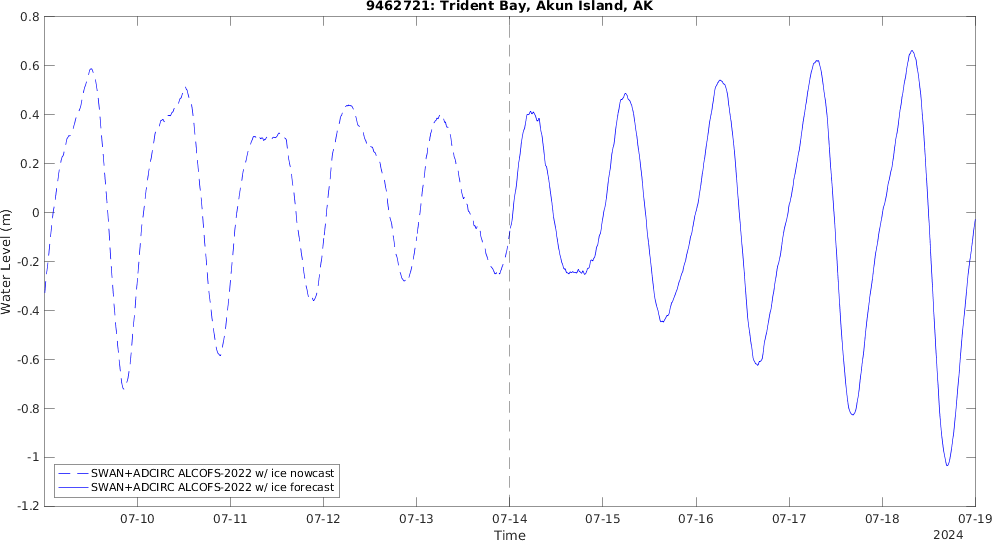 9462721: Trident Bay, Akun Island, AK
0.8
0.6
0.4
0.2
0
-0.2
-0.4
-0.6
-0.8
-1
-1.2
Water Level (m)
SWAN+ADCIRC ALCOFS-2022 w/ ice nowcast
SWAN+ADCIRC ALCOFS-2022 w/ ice forecast
07-10 07-11 07-12 07-13 07-14 07-15 07-16 07-17 07-18 07-19
Time
2024